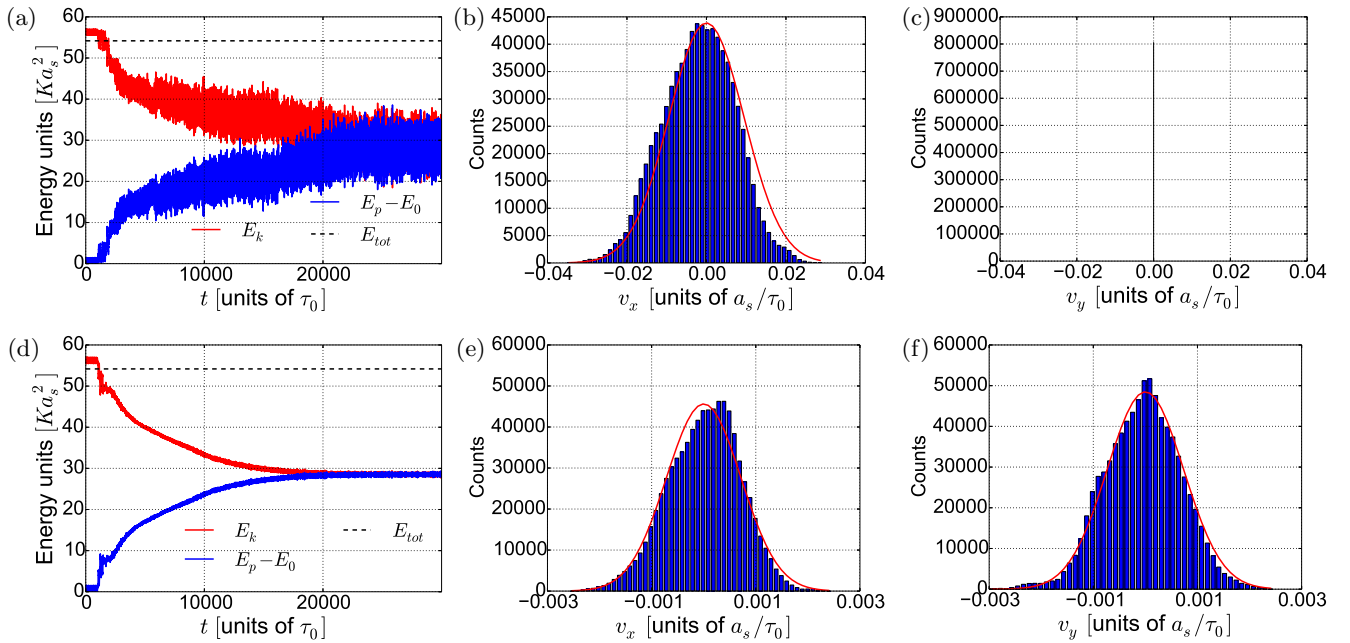 (a)
60
50
40
30
20
10
0
Energy units [Ka_s^2]
0 10000 20000
t [units of τ_0]
E_p−E_0
E_k
E_tot
(b)
45000
40000
35000
30000
25000
20000
15000
10000
5000
0
Counts
−0.04 −0.02 0.00 0.02 0.04
v_x [units of a_s/τ_0]
(c)
900000
800000
700000
600000
500000
400000
300000
200000
100000
0
Counts
−0.04 −0.02 0.00 0.02 0.04
v_y [units of a_s/τ_0]
(d)
60
50
40
30
20
10
0
Energy units [Ka_s^2]
0 10000 20000
t [units of τ_0]
E_k
E_tot
E_p−E_0
(e)
60000
50000
40000
30000
20000
10000
0
Counts
−0.003 −0.001 0.001 0.003
v_x [units of a_s/τ_0]
(f)
60000
50000
40000
30000
20000
10000
0
Counts
−0.003 −0.001 0.001 0.003
v_y [units of a_s/τ_0]